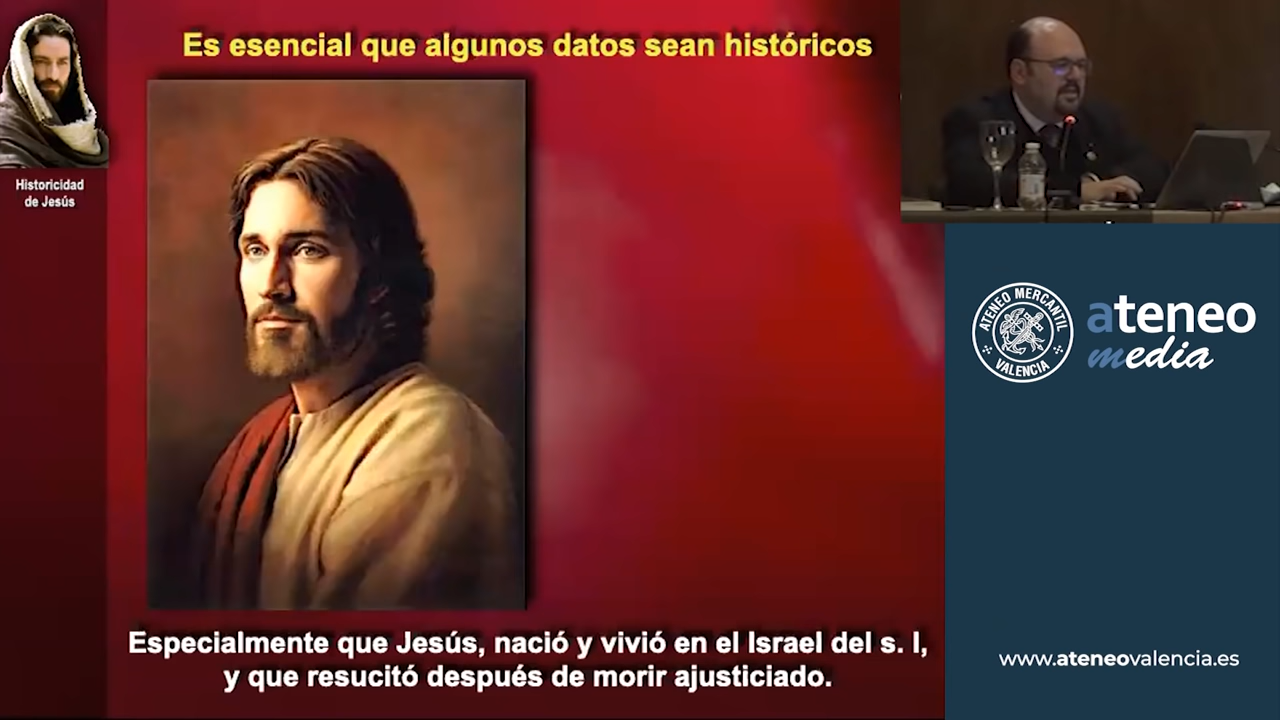 Es esencial que algunos datos sean históricos
Historicidad
de Jesús
Especialmente que Jesús, nació y vivió en el Israel del s. I,
y que resucitó después de morir ajusticiado.
ATENEO MERCANTIL
VALENCIA
ateneo
media
www.ateneovalencia.es